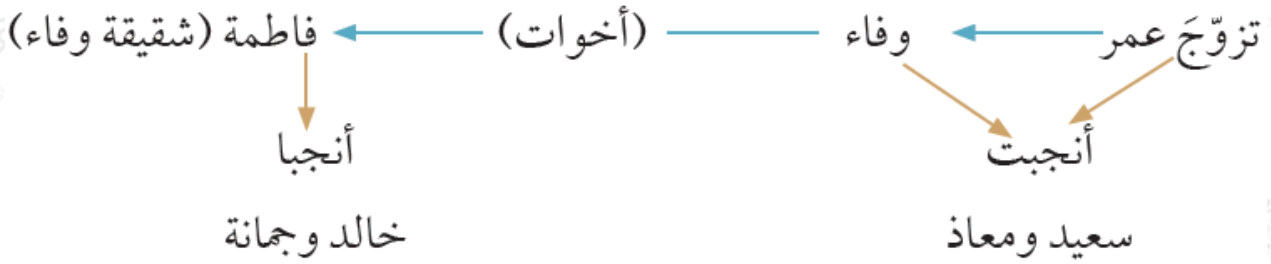 تزوّجَ عمر وفاء (أخوات) فاطمة (شقيقة وفاء)
أنجبت أنجبا
سعيد ومعاذ خالد وجمانة